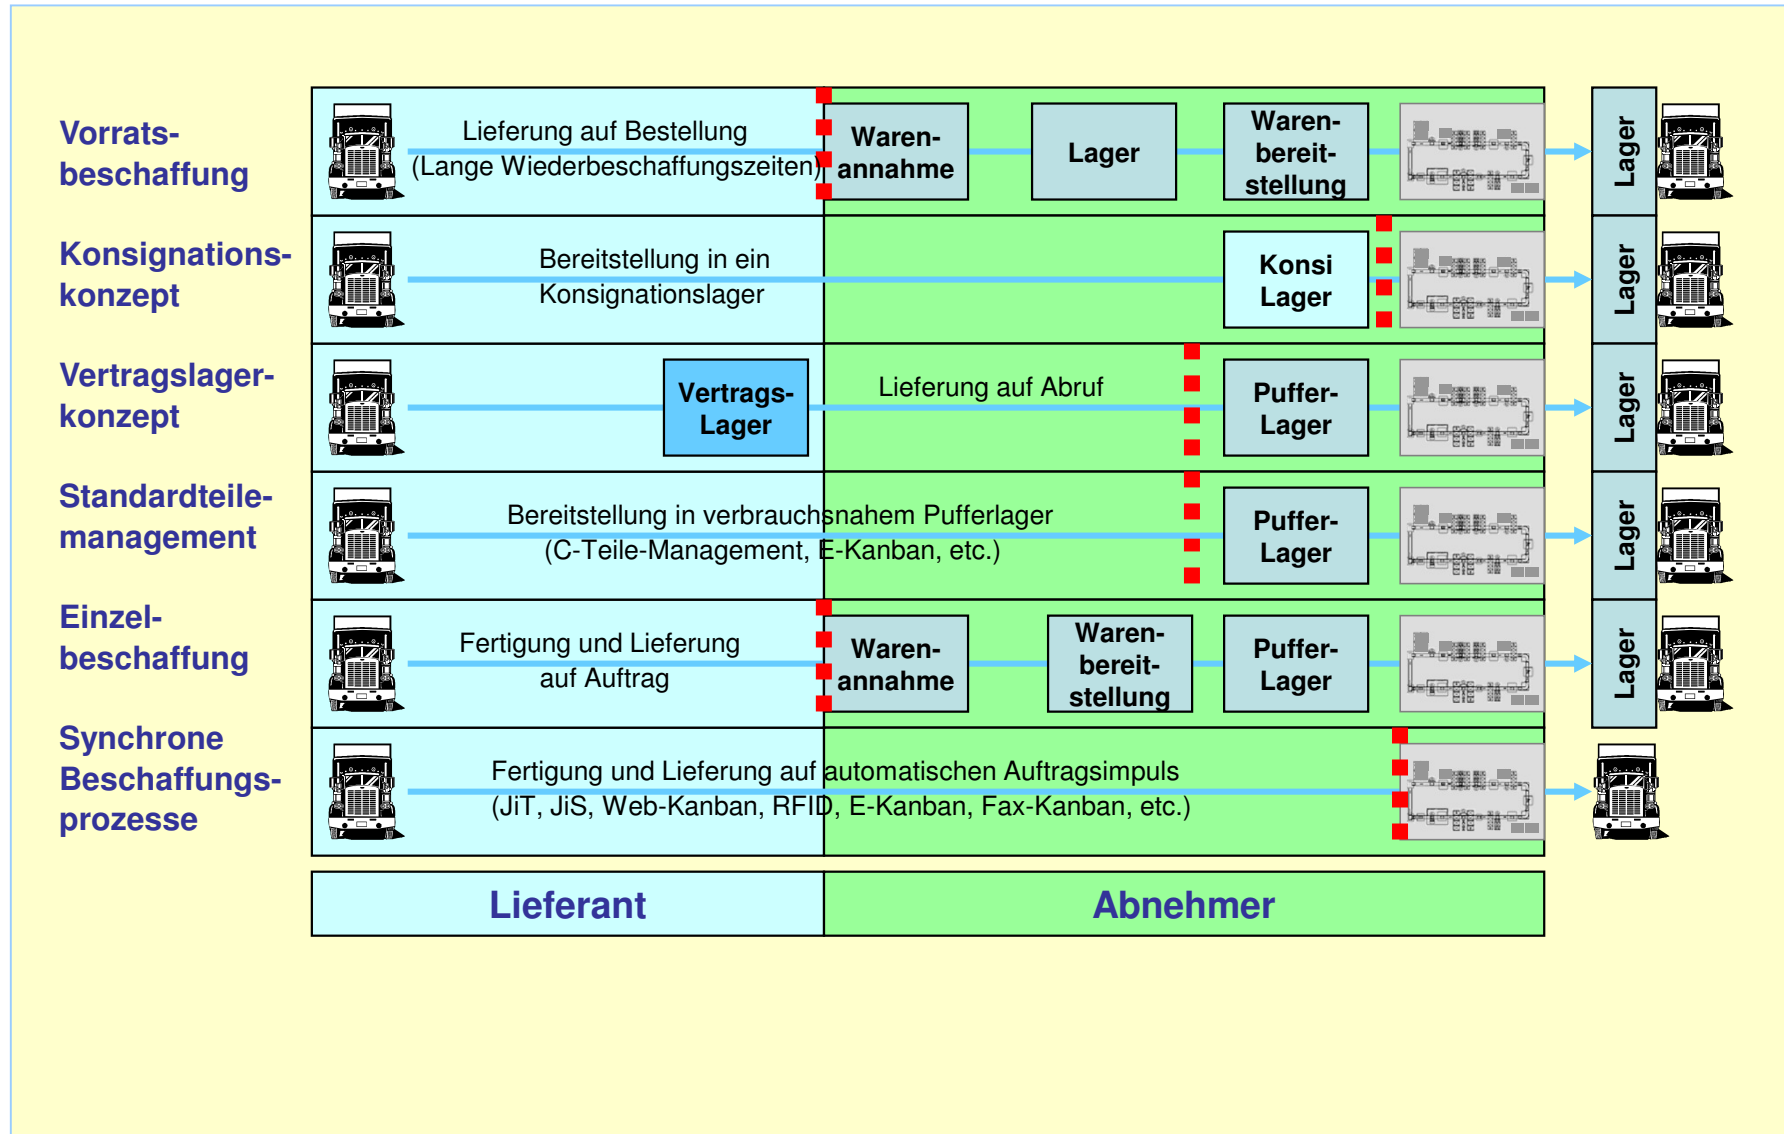 Vorrats-
beschaffung
Lieferung auf Bestellung
(Lange Wiederbeschaffungszeiten)
Waren-
annahme
Lager
Waren-
bereit-
stellung
Lager
Konsignations-
konzept
Bereitstellung in ein
Konsignationslager
Konsi
Lager
Lager
Vertragslager-
konzept
Vertrags-
Lager
Lieferung auf Abruf
Puffer-
Lager
Lager
Standardteile-
management
Bereitstellung in verbrauchsnahem Pufferlager
(C-Teile-Management, E-Kanban, etc.)
Puffer-
Lager
Lager
Einzel-
beschaffung
Fertigung und Lieferung
auf Auftrag
Waren-
annahme
Waren-
bereit-
stellung
Puffer-
Lager
Lager
Synchrone
Beschaffungs-
prozesse
Fertigung und Lieferung auf automatischen Auftragsimpuls
(JiT, JiS, Web-Kanban, RFID, E-Kanban, Fax-Kanban, etc.)
Lieferant
Abnehmer